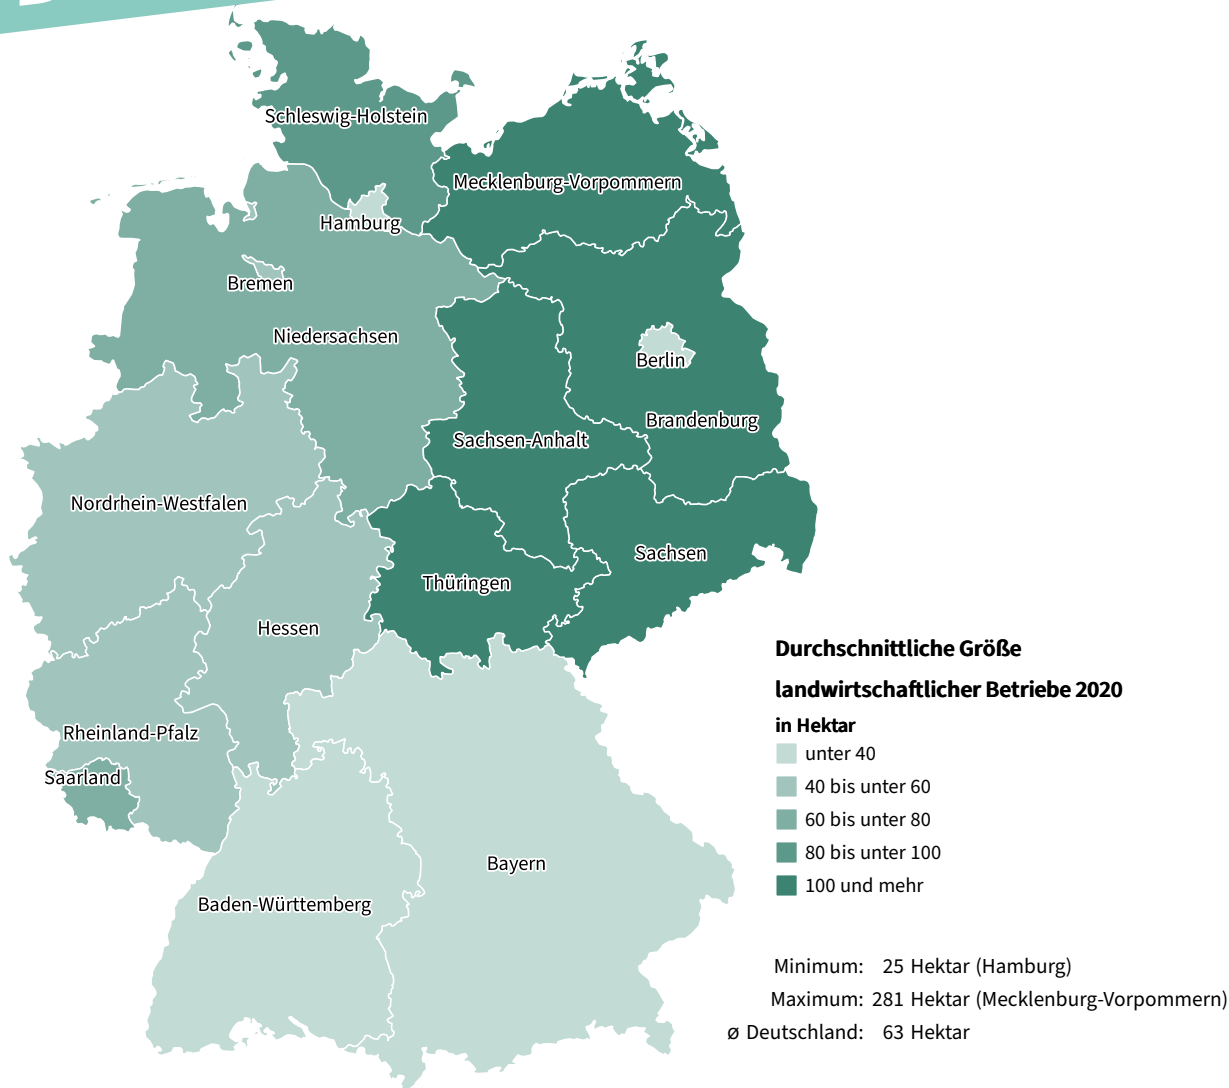 Schleswig-Holstein
Mecklenburg-Vorpommern
Hamburg
Bremen
Niedersachsen
Berlin
Brandenburg
Sachsen-Anhalt
Nordrhein-Westfalen
Sachsen
Thüringen
Hessen
Rheinland-Pfalz
Saarland
Bayern
Baden-Württemberg
Durchschnittliche Größe
landwirtschaftlicher Betriebe 2020
in Hektar
unter 40
40 bis unter 60
60 bis unter 80
80 bis unter 100
100 und mehr
Minimum: 25 Hektar (Hamburg)
Maximum: 281 Hektar (Mecklenburg-Vorpommern)
ø Deutschland: 63 Hektar